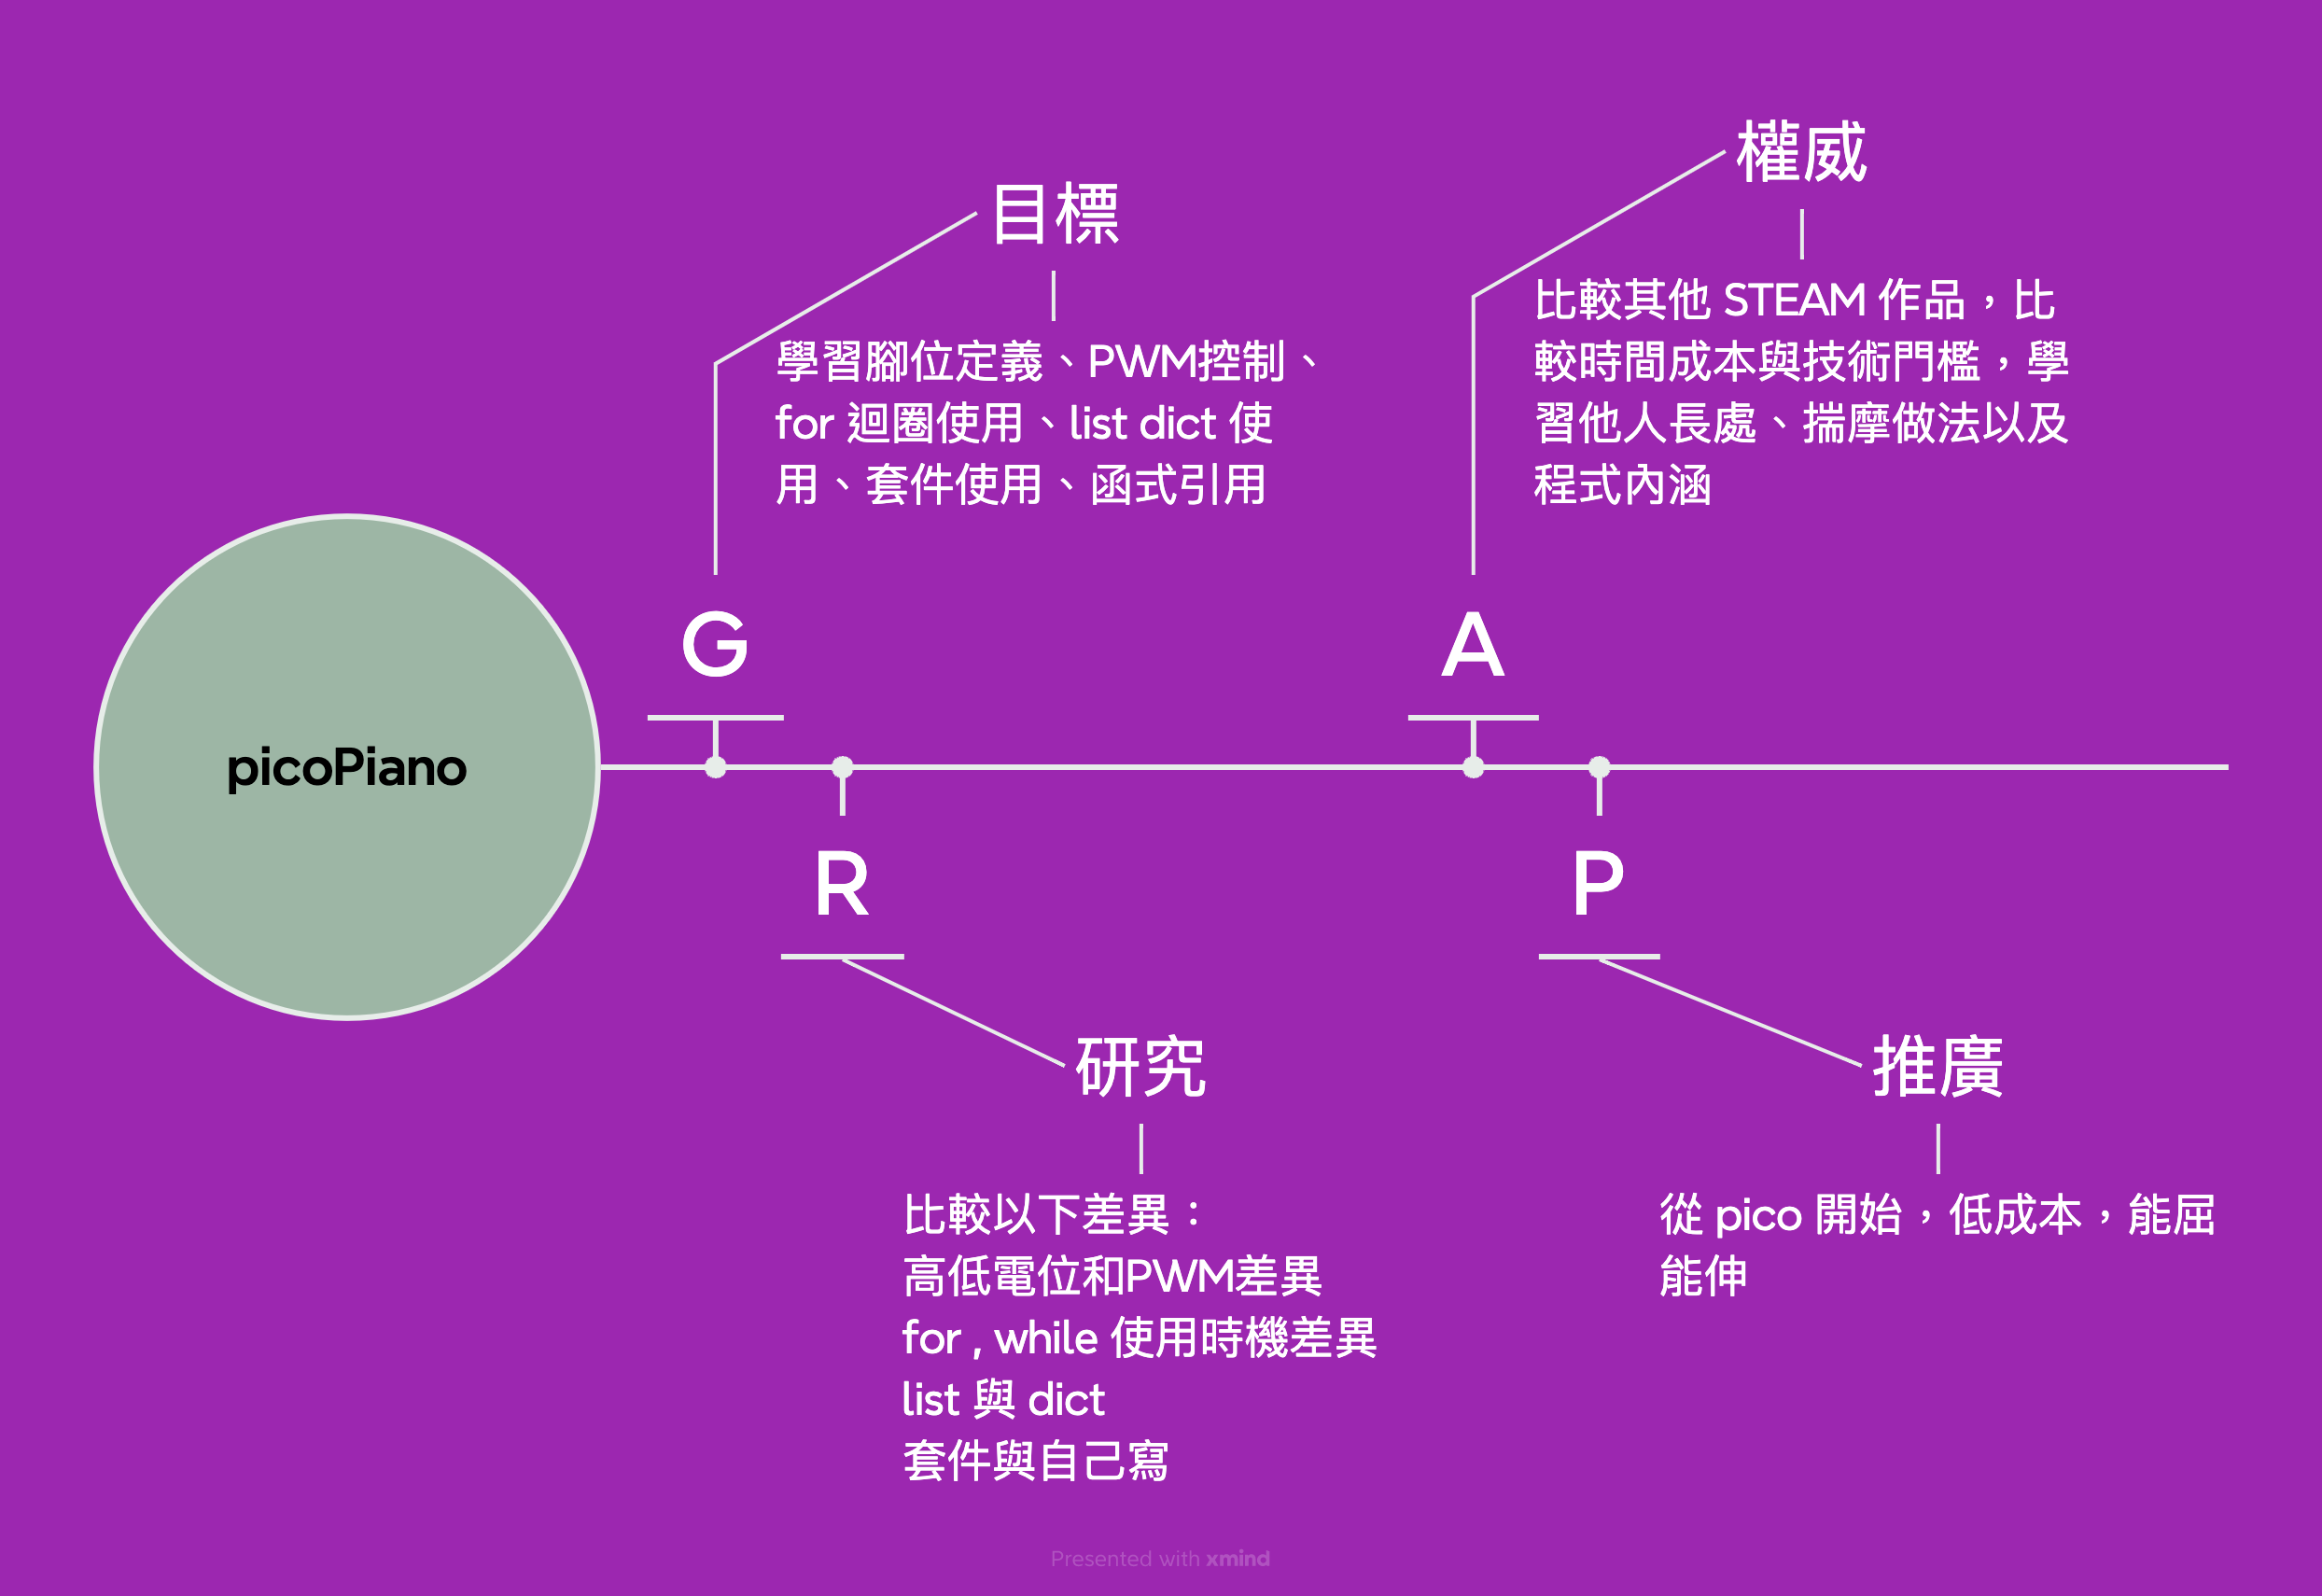 picoPiano
G
目標
學習腳位定義、PWM控制、
for 迴圈使用、list dict 使
用、套件使用、函式引用
R
研究
比較以下差異：
高低電位和PWM差異
for , while 使用時機差異
list 與 dict
套件與自己寫
A
權威
比較其他 STEAM 作品，比
較時間成本與技術門檻，學
習他人長處、揣摩做法以及
程式內涵
P
推廣
從 pico 開始，低成本，能屈
能伸
Presented with xmind